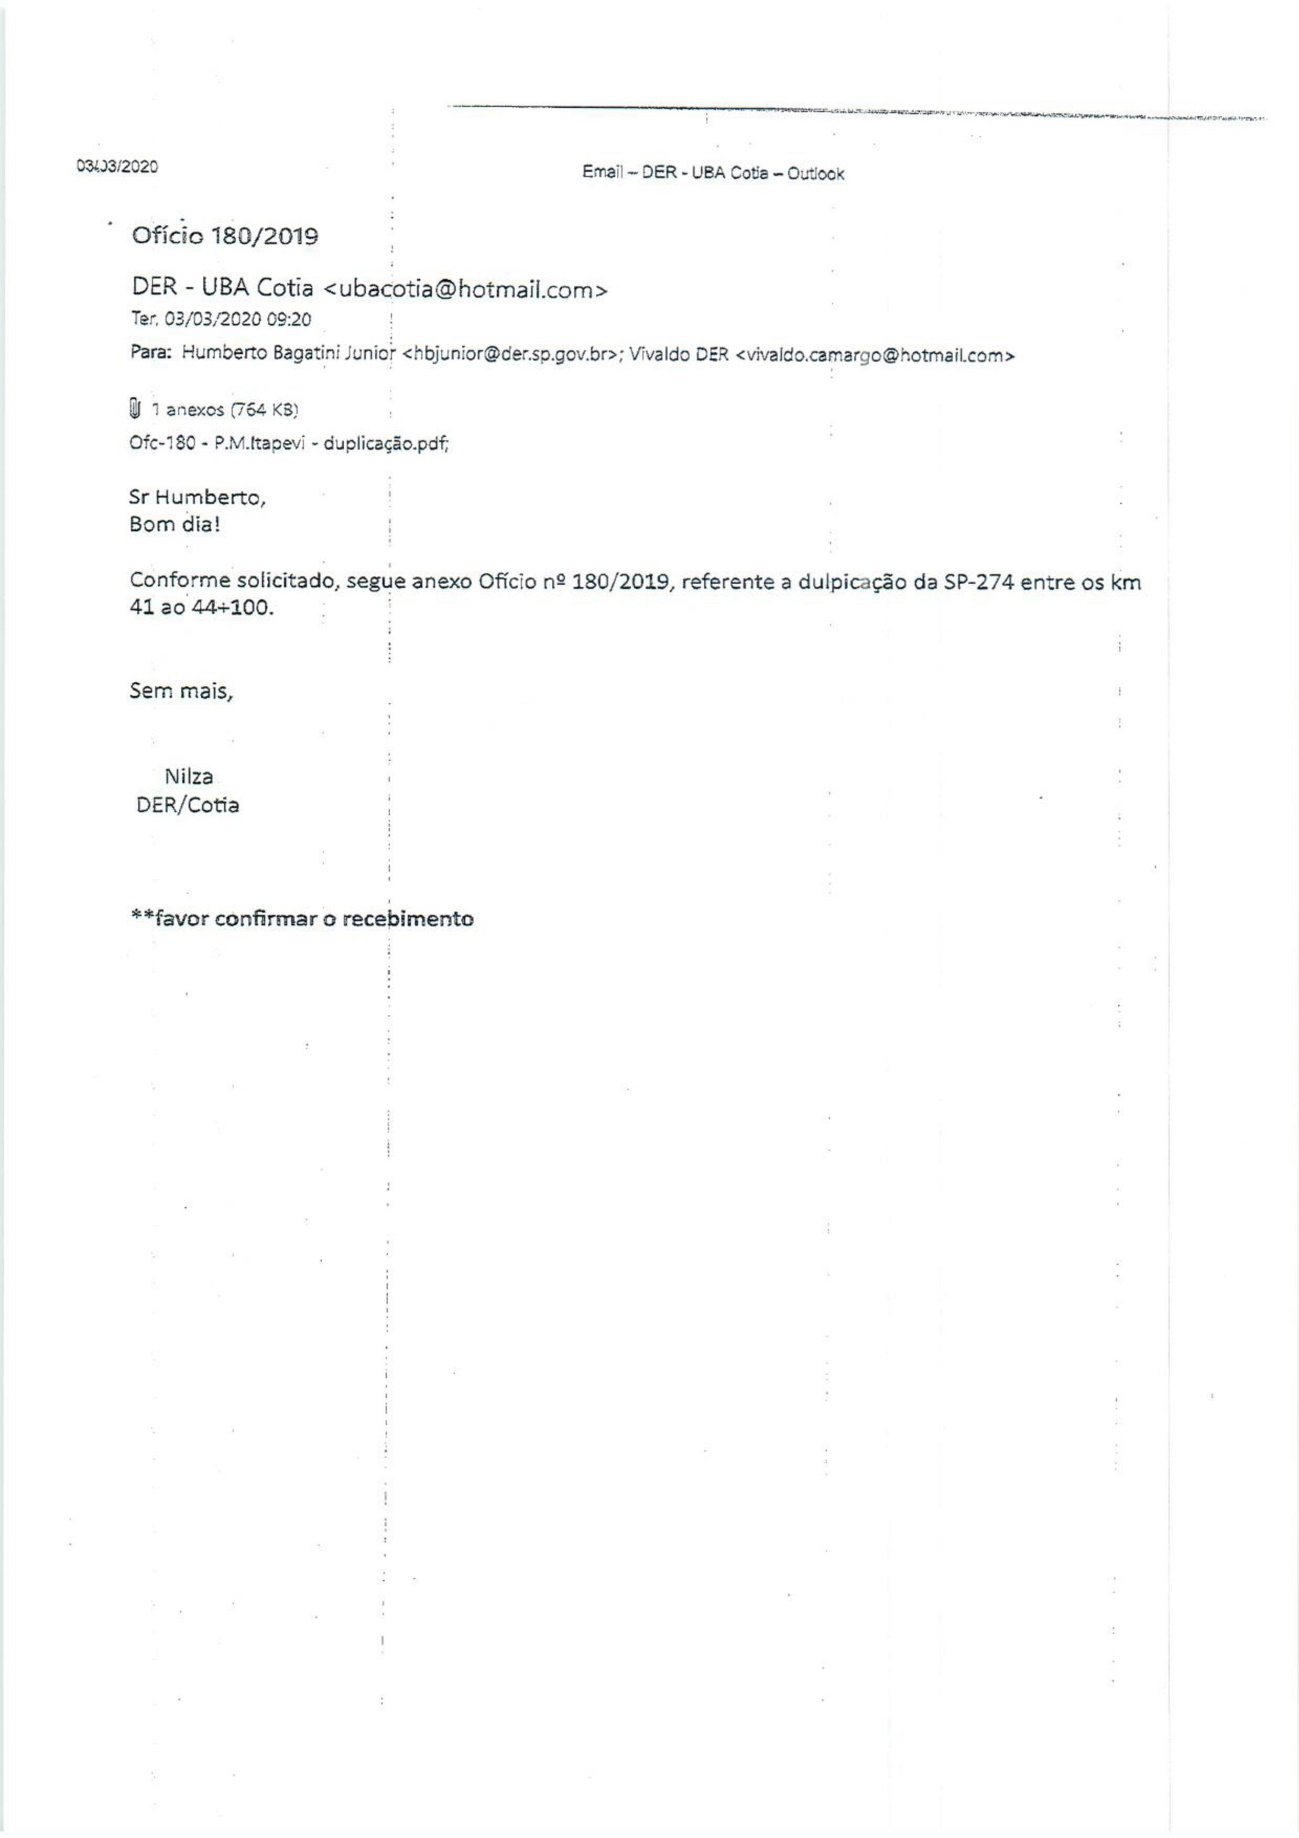 03/03/2020
Email – DER - UBA Cotia – Outlook
Ofício 180/2019
DER - UBA Cotia <ubacotia@hotmail.com>
Ter, 03/03/2020 09:20
Para: Humberto Bagatini Junior <hbjunior@der.sp.gov.br>; Vivaldo DER <vivaldo.camargo@hotmail.com>
1 anexos (764 KB)
Ofc-180 - P.M.Itapevi - duplicação.pdf;
Sr Humberto,
Bom dia!
Conforme solicitado, segue anexo Ofício nº 180/2019, referente a dulpicação da SP-274 entre os km
41 ao 44+100.
Sem mais,
Nilza
DER/Cotia
**favor confirmar o recebimento